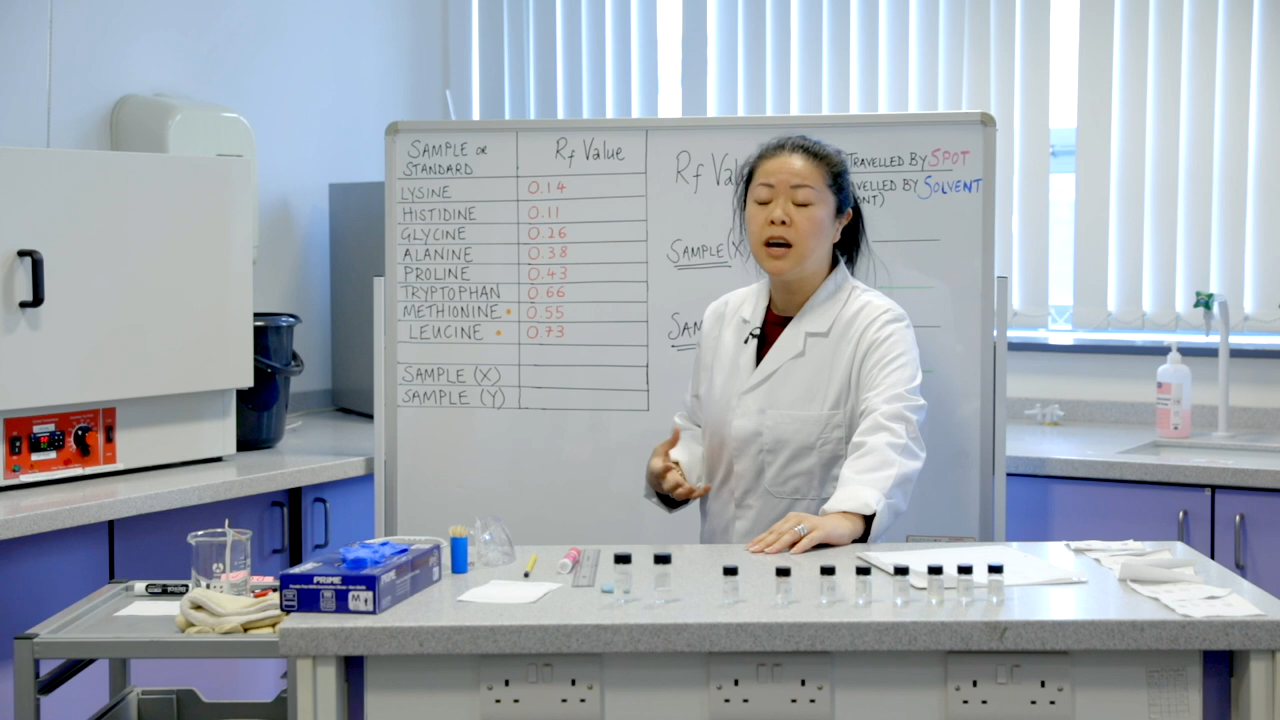 SAMPLE or STANDARD
Rf Value
LYSINE 0.14
HISTIDINE 0.11
GLYCINE 0.26
ALANINE 0.38
PROLINE 0.43
TRYPTOPHAN 0.66
METHIONINE 0.55
LEUCINE 0.73
SAMPLE (X)
SAMPLE (Y)
Rf Val
TRAVELLED BY SPOT
VELLED BY SOLVENT
NT)
SAMPLE (X
SAM
PRIME
M